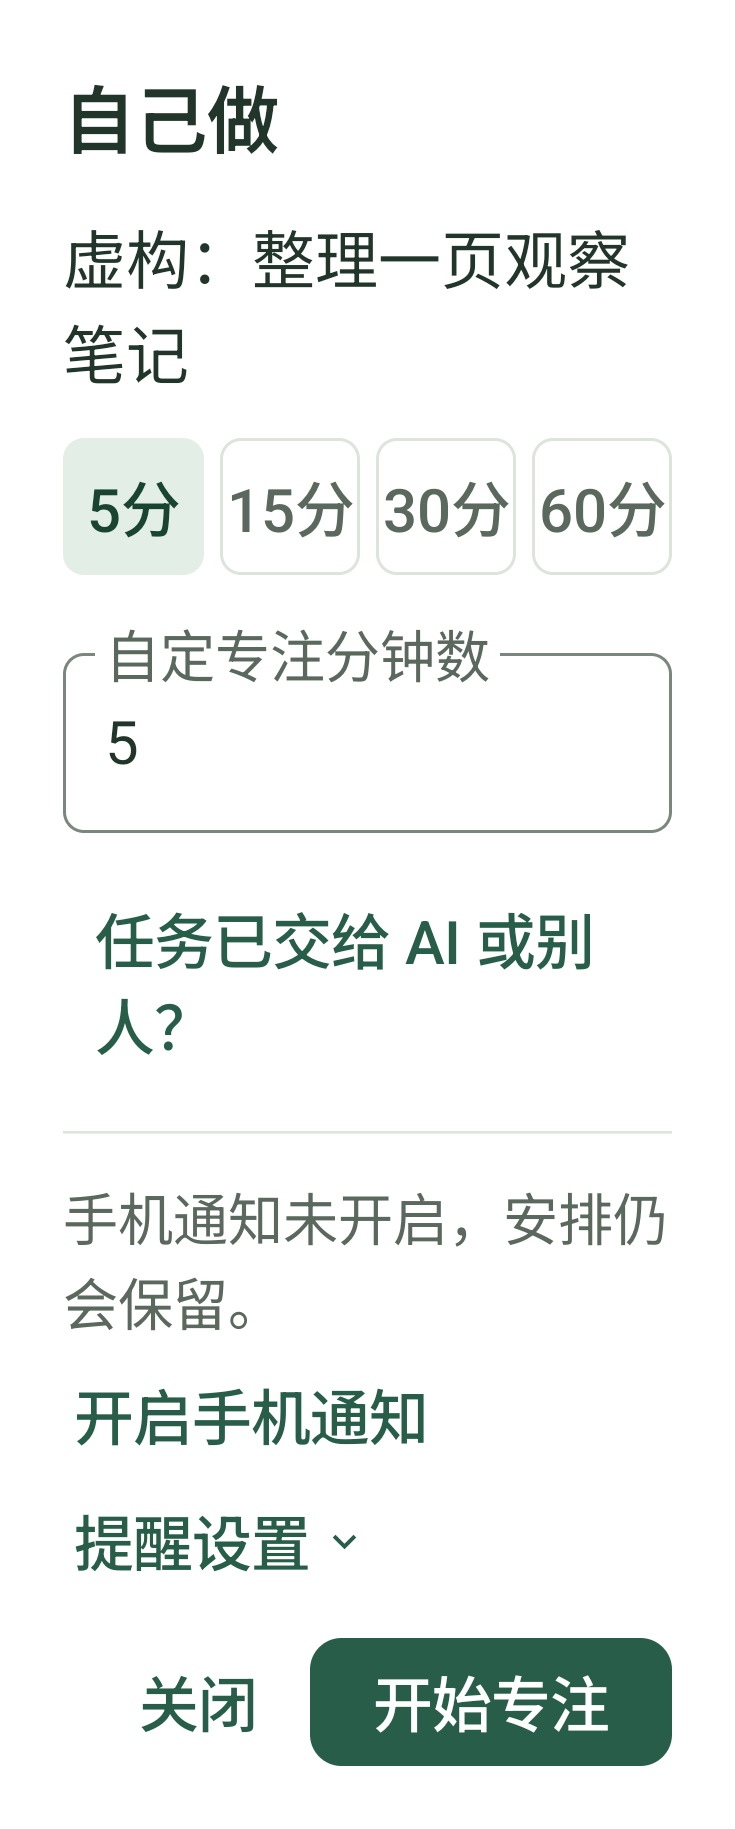 自己做
虚构：整理一页观察
笔记
5分 15分 30分 60分
自定专注分钟数
5
任务已交给 AI 或别
人？
手机通知未开启，安排仍
会保留。
开启手机通知
提醒设置
关闭 开始专注